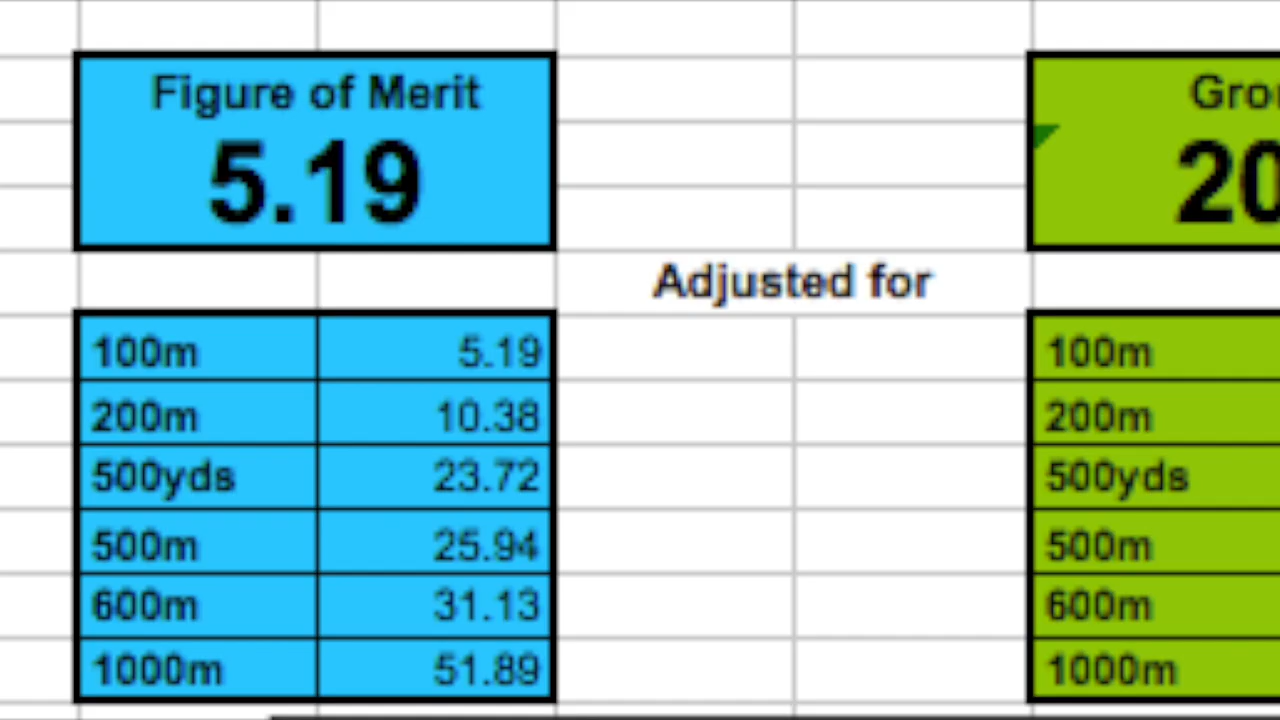 Figure of Merit
5.19
Adjusted for
100m 5.19
200m 10.38
500yds 23.72
500m 25.94
600m 31.13
1000m 51.89
100m
200m
500yds
500m
600m
1000m